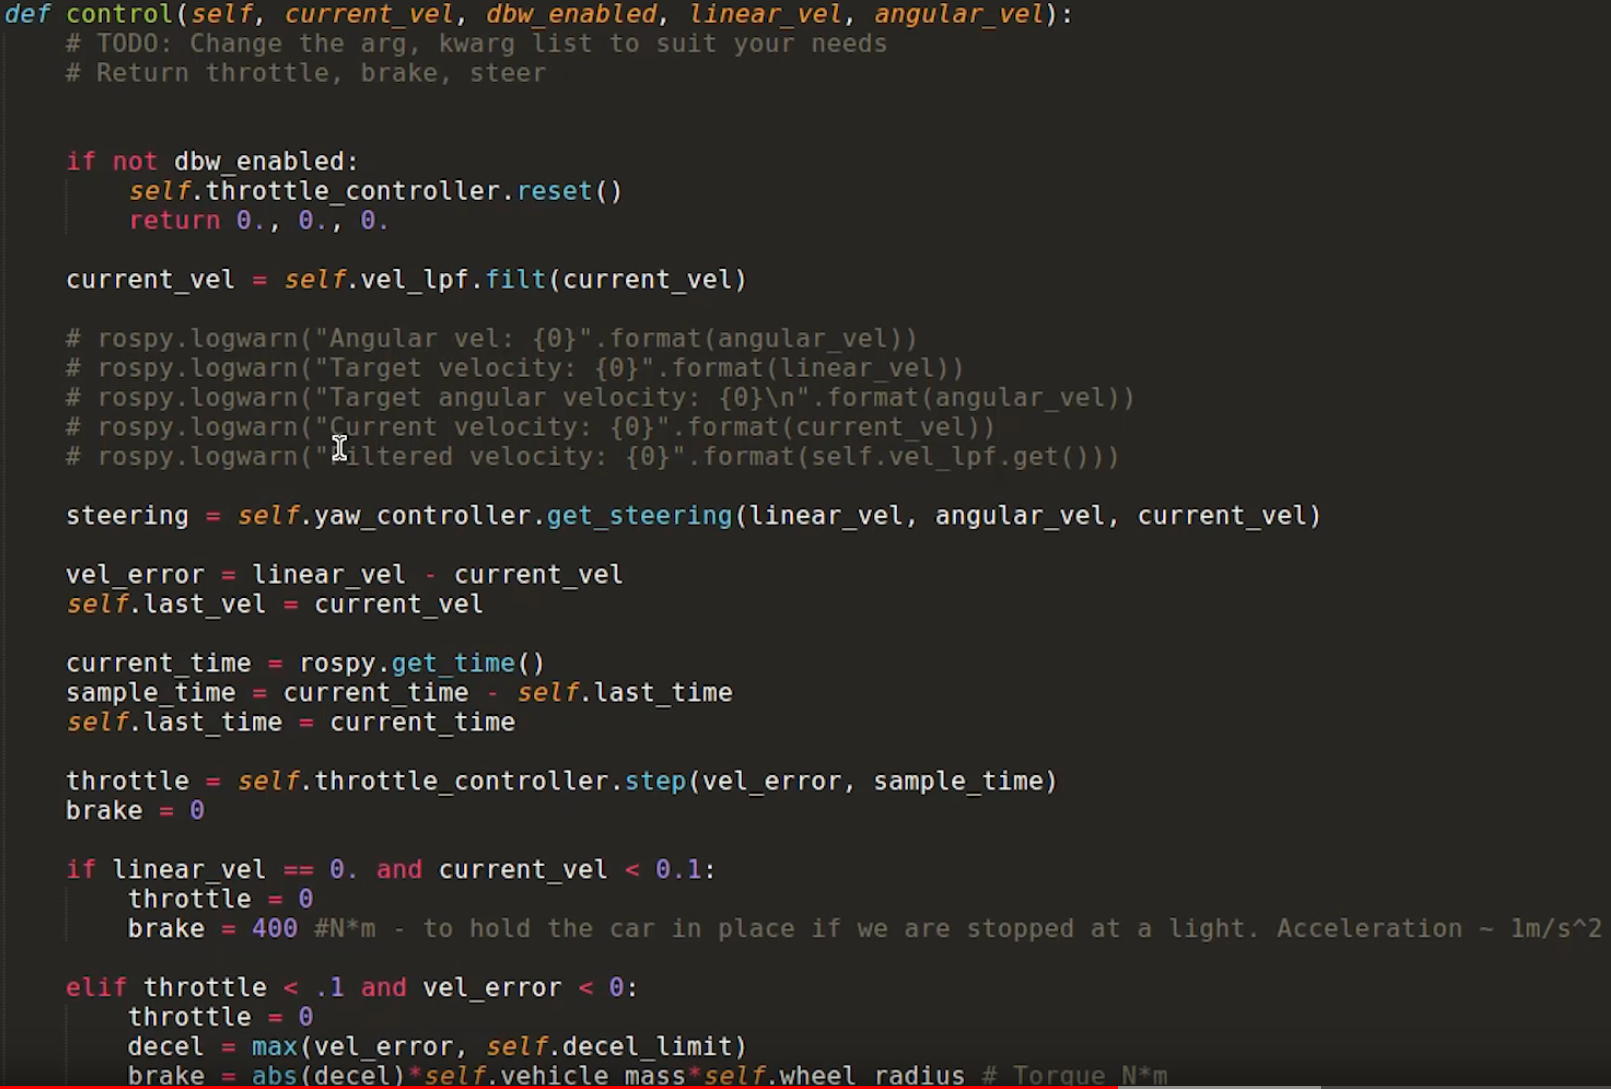 def control(self, current_vel, dbw_enabled, linear_vel, angular_vel):
    # TODO: Change the arg, kwarg list to suit your needs
    # Return throttle, brake, steer
    if not dbw_enabled:
        self.throttle_controller.reset()
        return 0., 0., 0.
    current_vel = self.vel_lpf.filt(current_vel)
    # rospy.logwarn("Angular vel: {0}".format(angular_vel))
    # rospy.logwarn("Target velocity: {0}".format(linear_vel))
    # rospy.logwarn("Target angular velocity: {0}\n".format(angular_vel))
    # rospy.logwarn("Current velocity: {0}".format(current_vel))
    # rospy.logwarn("Filtered velocity: {0}".format(self.vel_lpf.get()))
    steering = self.yaw_controller.get_steering(linear_vel, angular_vel, current_vel)
    vel_error = linear_vel - current_vel
    self.last_vel = current_vel
    current_time = rospy.get_time()
    sample_time = current_time - self.last_time
    self.last_time = current_time
    throttle = self.throttle_controller.step(vel_error, sample_time)
    brake = 0
    if linear_vel == 0. and current_vel < 0.1:
        throttle = 0
        brake = 400 #N*m - to hold the car in place if we are stopped at a light. Acceleration ~ 1m/s^2
    elif throttle < .1 and vel_error < 0:
        throttle = 0
        decel = max(vel_error, self.decel_limit)
        brake = abs(decel)*self.vehicle_mass*self.wheel_radius # Torque N*m